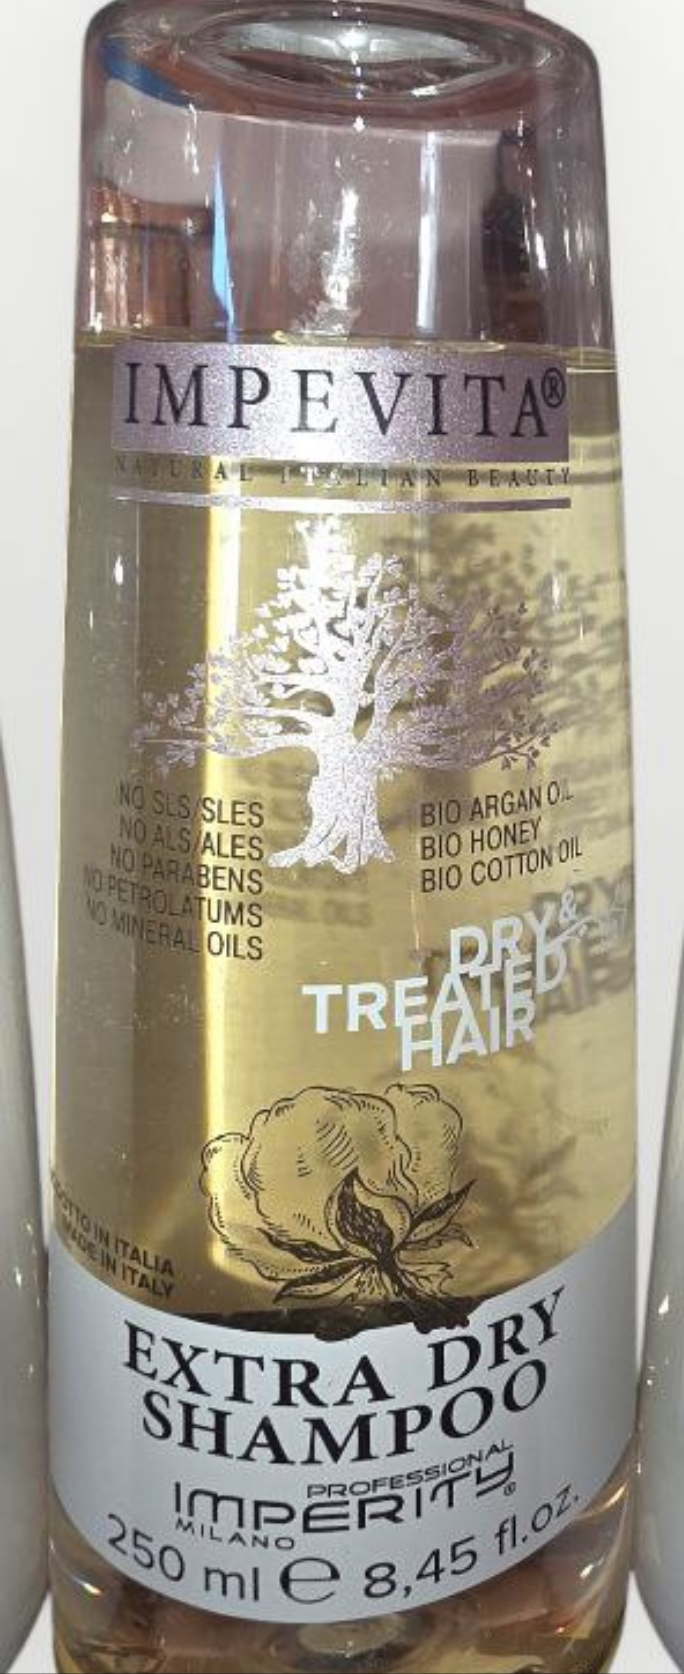 IMPEVITA®
NATURAL ITALIAN BEAUTY
NO SLS/SLES
NO ALS/ALES
NO PARABENS
NO PETROLATUMS
NO MINERAL OILS
BIO ARGAN OIL
BIO HONEY
BIO COTTON OIL
DRY &
TREATED
HAIR
IN ITALIA
MADE IN ITALY
EXTRA DRY
SHAMPOO
PROFESSIONAL
IMPERITY®
MILANO
250 ml e 8,45 fl.oz.